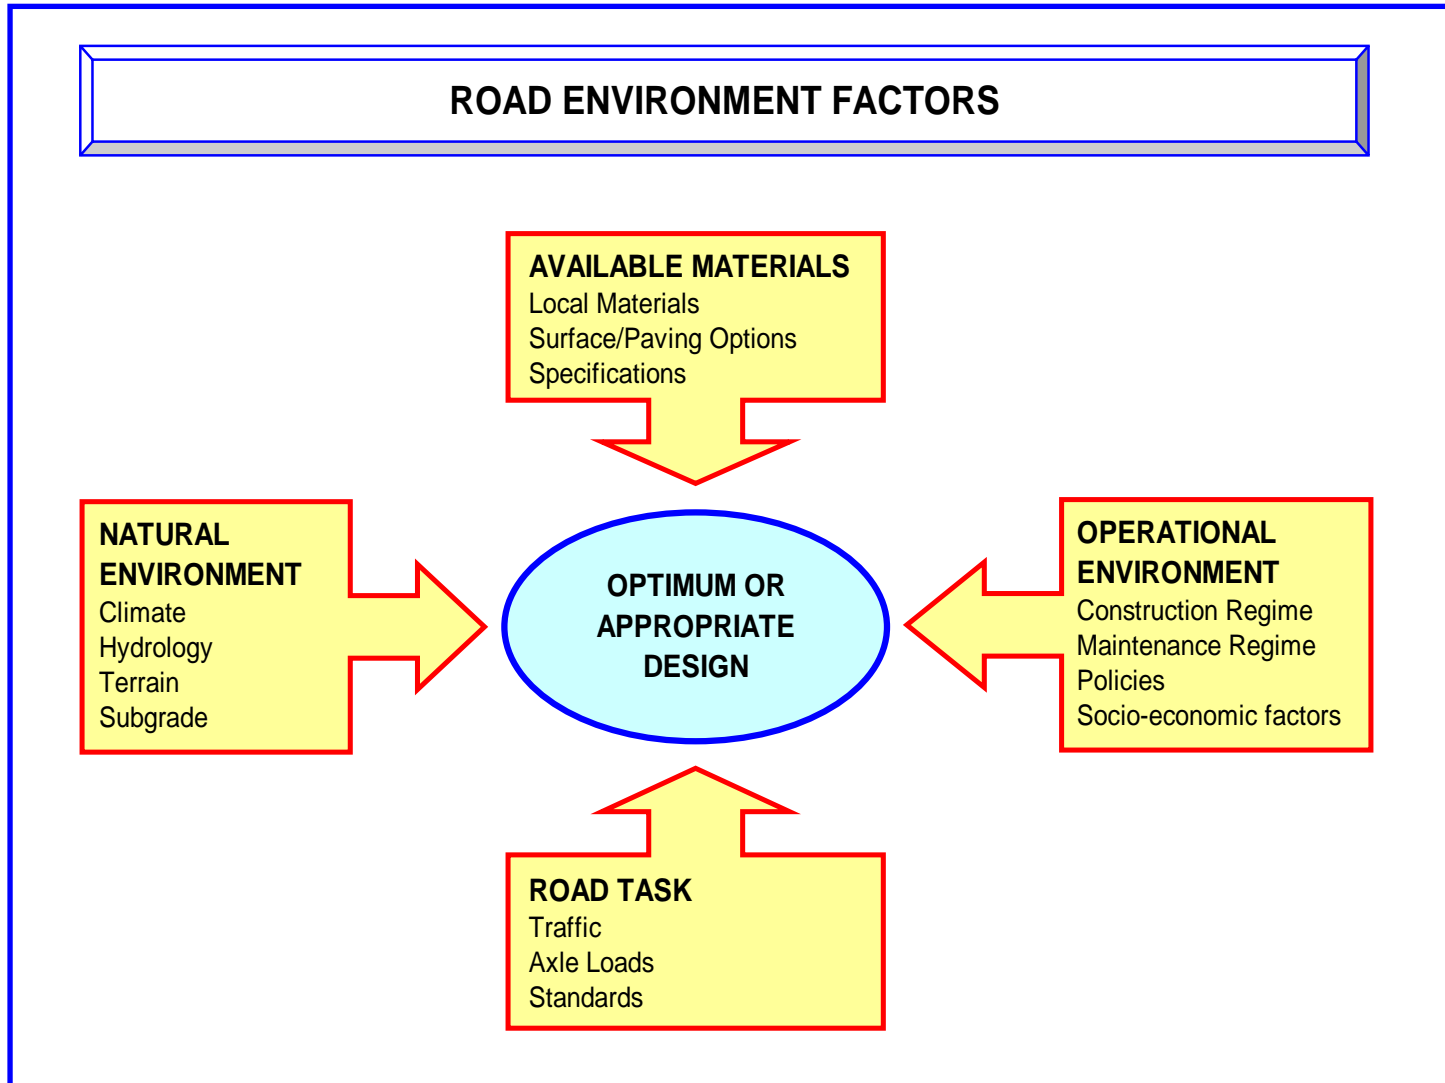 ROAD ENVIRONMENT FACTORS
AVAILABLE MATERIALS
Local Materials
Surface/Paving Options
Specifications
NATURAL
ENVIRONMENT
Climate
Hydrology
Terrain
Subgrade
OPTIMUM OR
APPROPRIATE
DESIGN
OPERATIONAL
ENVIRONMENT
Construction Regime
Maintenance Regime
Policies
Socio-economic factors
ROAD TASK
Traffic
Axle Loads
Standards